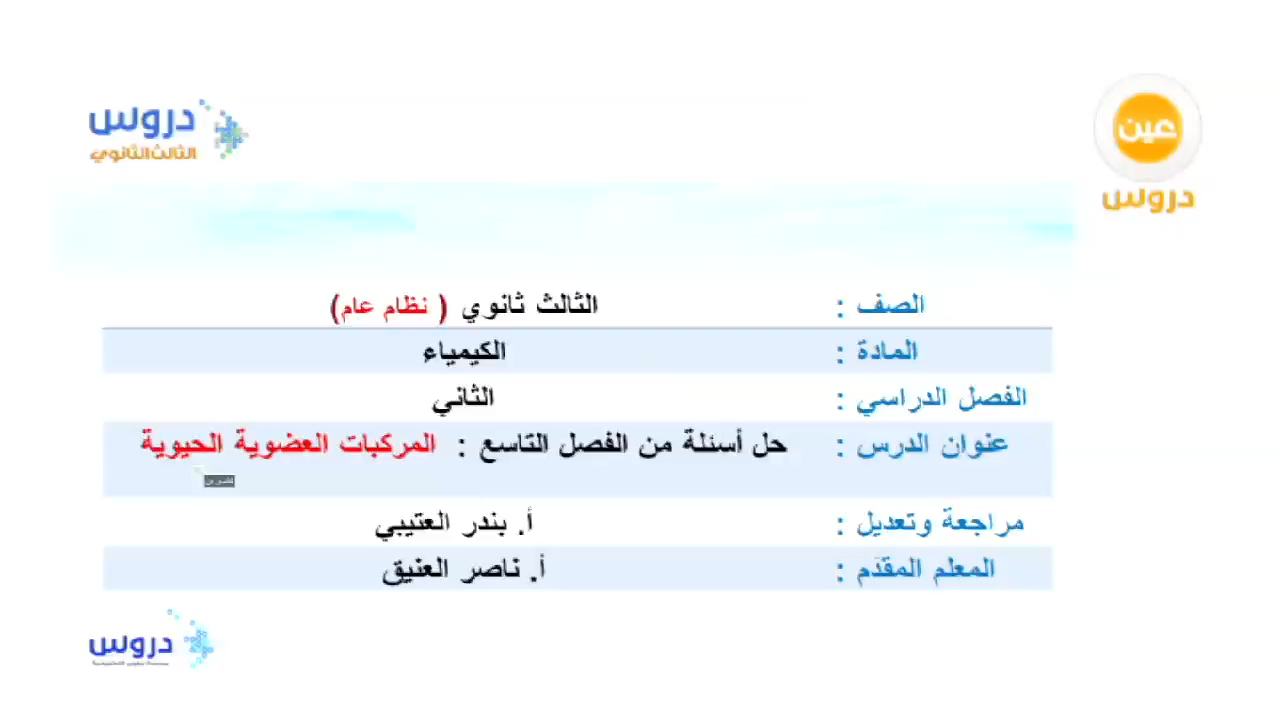 دروس
الثالث الثانوي
عين
دروس
الصف : الثالث ثانوي ( نظام عام)
المادة : الكيمياء
الفصل الدراسي : الثاني
عنوان الدرس : حل أسئلة من الفصل التاسع : المركبات العضوية الحيوية
مراجعة وتعديل : أ. بندر العتيبي
المعلم المقدم : أ. ناصر العنيق
دروس